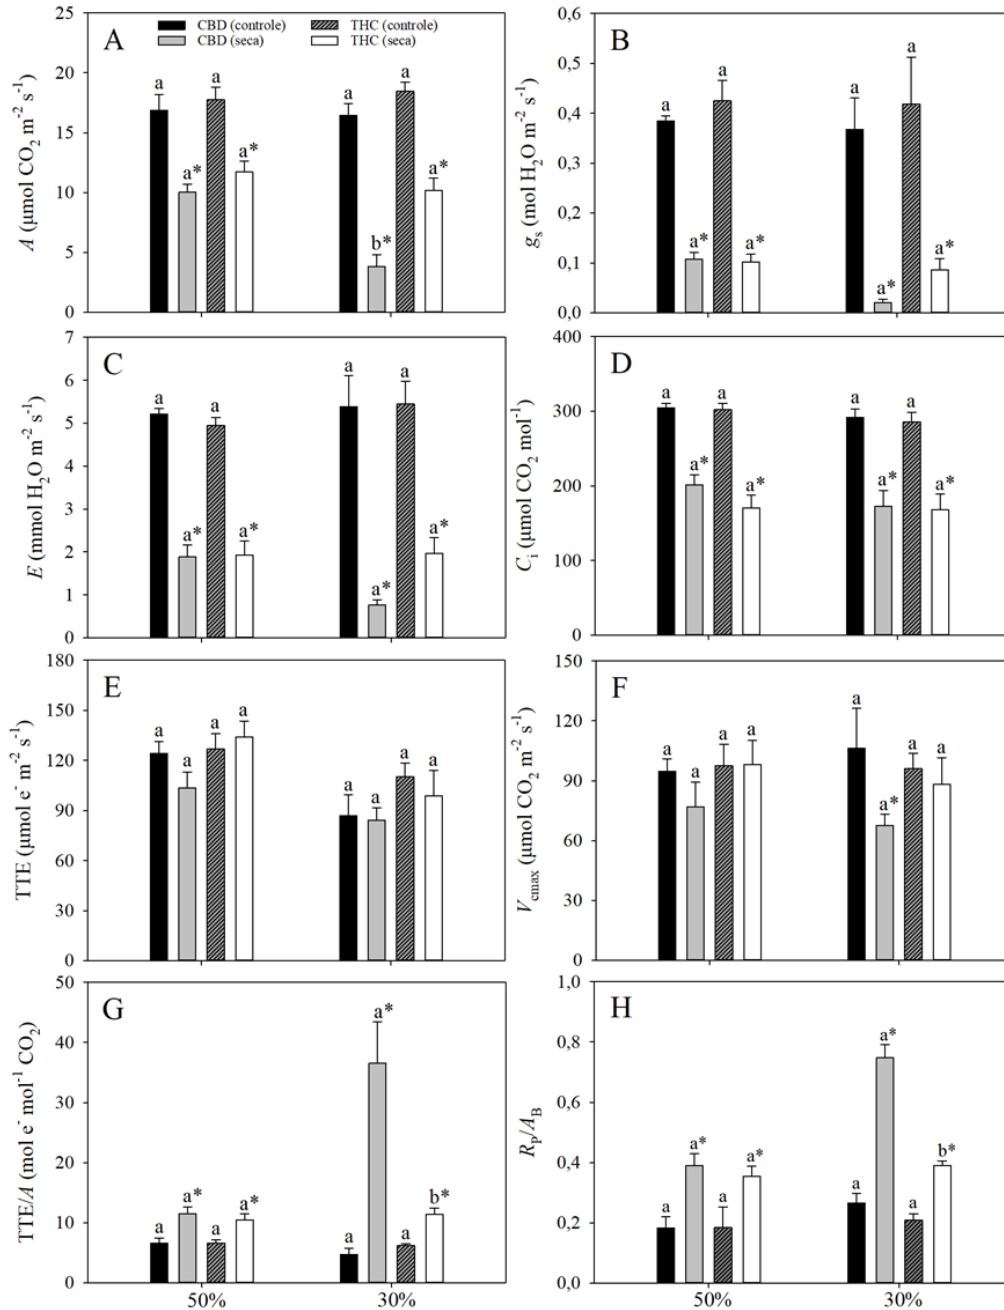 A
CBD (controle) THC (controle)
CBD (seca) THC (seca)
A (μmol CO₂ m⁻² s⁻¹)
25
20
15
10
5
0
a a* a a*
a b* a a*
B
gₛ (mol H₂O m⁻² s⁻¹)
0,6
0,5
0,4
0,3
0,2
0,1
0,0
a a* a a*
a a* a a*
C
E (mmol H₂O m⁻² s⁻¹)
7
6
5
4
3
2
1
0
a a* a a*
a a* a a*
D
Cᵢ (μmol CO₂ mol⁻¹)
400
300
200
100
0
a a* a a*
a a* a a*
E
TTE (μmol e⁻ m⁻² s⁻¹)
180
150
120
90
60
30
0
a a a a
a a a a
F
Vcmax (μmol CO₂ m⁻² s⁻¹)
150
120
90
60
30
0
a a a a
a a* a a
G
TTE/A (mol e⁻ mol⁻¹ CO₂)
50
40
30
20
10
0
a a* a a*
a a* a b*
50% 30%
H
Rp/AB
1,0
0,8
0,6
0,4
0,2
0,0
a a* a a*
a a* a b*
50% 30%